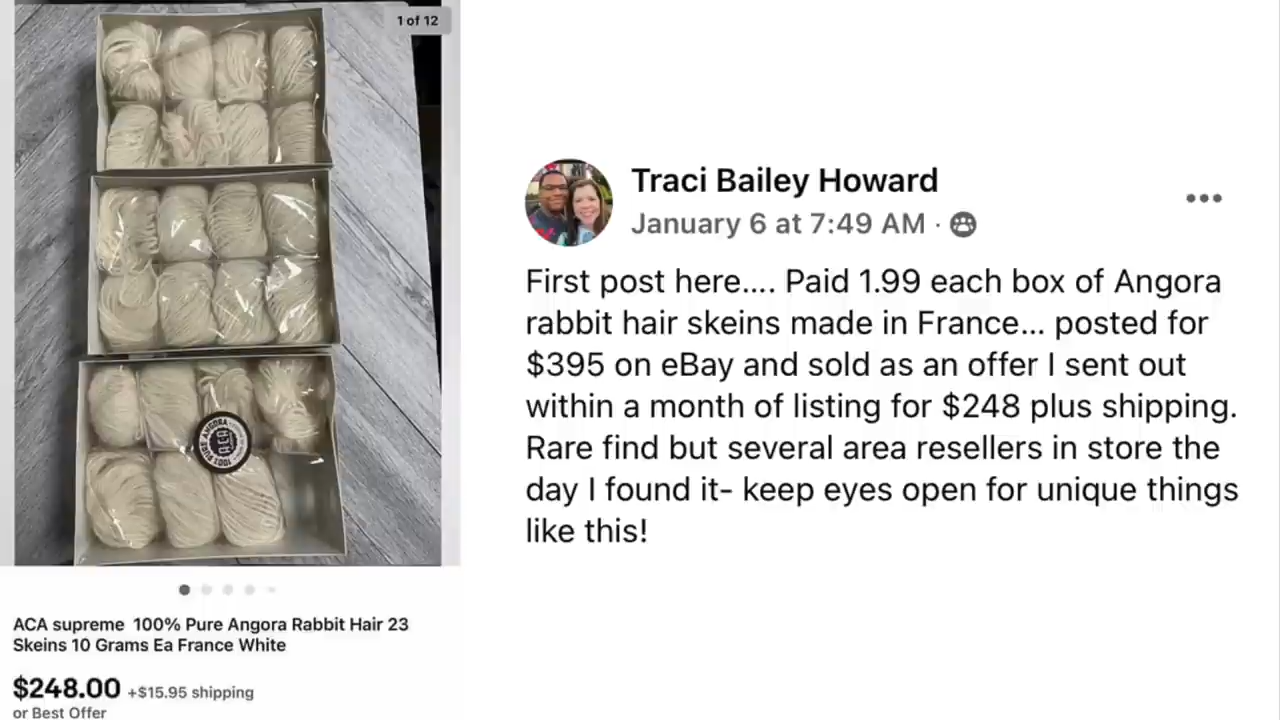 1 of 12
ACA supreme 100% Pure Angora Rabbit Hair 23
Skeins 10 Grams Ea France White
$248.00 +$15.95 shipping
or Best Offer
Traci Bailey Howard
January 6 at 7:49 AM ·
First post here.... Paid 1.99 each box of Angora
rabbit hair skeins made in France... posted for
$395 on eBay and sold as an offer I sent out
within a month of listing for $248 plus shipping.
Rare find but several area resellers in store the
day I found it- keep eyes open for unique things
like this!